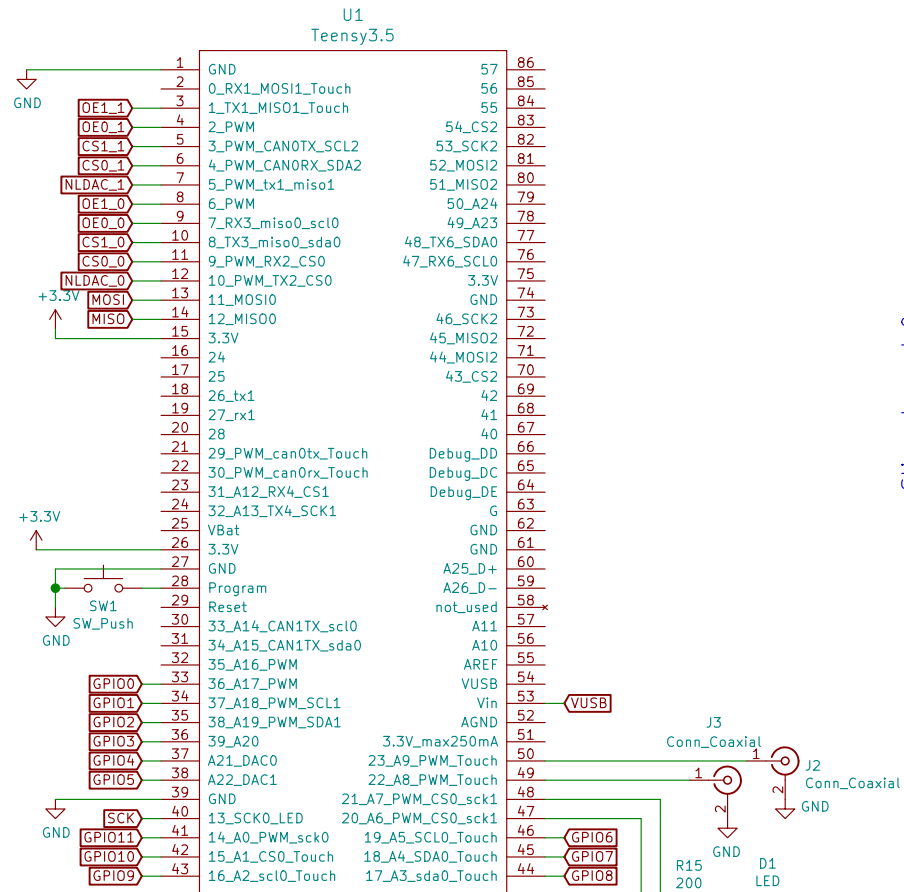 U1
Teensy3.5
1 GND 57 86
GND
2 0_RX1_MOSI1_Touch 56 85
OE1_1 3 1_TX1_MISO1_Touch 55 84
OE0_1 4 2_PWM 54_CS2 83
CS1_1 5 3_PWM_CAN0TX_SCL2 53_SCK2 82
CS0_1 6 4_PWM_CAN0RX_SDA2 52_MOSI2 81
NLDAC_1 7 5_PWM_tx1_miso1 51_MISO2 80
OE1_0 8 6_PWM 50_A24 79
OE0_0 9 7_RX3_miso0_scl0 49_A23 78
CS1_0 10 8_TX3_miso0_sda0 48_TX6_SDA0 77
CS0_0 11 9_PWM_RX2_CS0 47_RX6_SCL0 76
NLDAC_0 12 10_PWM_TX2_CS0 3.3V 75
+3.3V
MOSI 13 11_MOSI0 GND 74
MISO 14 12_MISO0 46_SCK2 73
15 3.3V 45_MISO2 72
16 24 44_MOSI2 71
17 25 43_CS2 70
18 26_tx1 42 69
19 27_rx1 41 68
20 28 40 67
21 29_PWM_can0tx_Touch Debug_DD 66
22 30_PWM_can0rx_Touch Debug_DC 65
23 31_A12_RX4_CS1 Debug_DE 64
24 32_A13_TX4_SCK1 G 63
+3.3V
25 VBat GND 62
26 3.3V GND 61
27 GND A25_D+ 60
28 Program A26_D- 59
SW1
SW_Push
GND
29 Reset not_used 58
30 33_A14_CAN1TX_scl0 A11 57
31 34_A15_CAN1TX_sda0 A10 56
32 35_A16_PWM AREF 55
GPIO0 33 36_A17_PWM VUSB 54
GPIO1 34 37_A18_PWM_SCL1 Vin 53 VUSB
GPIO2 35 38_A19_PWM_SDA1 AGND 52
GPIO3 36 39_A20 3.3V_max250mA 51
GPIO4 37 A21_DAC0 23_A9_PWM_Touch 50
GPIO5 38 A22_DAC1 22_A8_PWM_Touch 49
39 GND 21_A7_PWM_CS0_sck1 48
GND
SCK 40 13_SCK0_LED 20_A6_PWM_CS0_sck1 47
GPIO11 41 14_A0_PWM_sck0 19_A5_SCL0_Touch 46 GPIO6
GPIO10 42 15_A1_CS0_Touch 18_A4_SDA0_Touch 45 GPIO7
GPIO9 43 16_A2_scl0_Touch 17_A3_sda0_Touch 44 GPIO8
J3
Conn_Coaxial
1
2
GND
J2
Conn_Coaxial
1
2
GND
R15
200
D1
LED